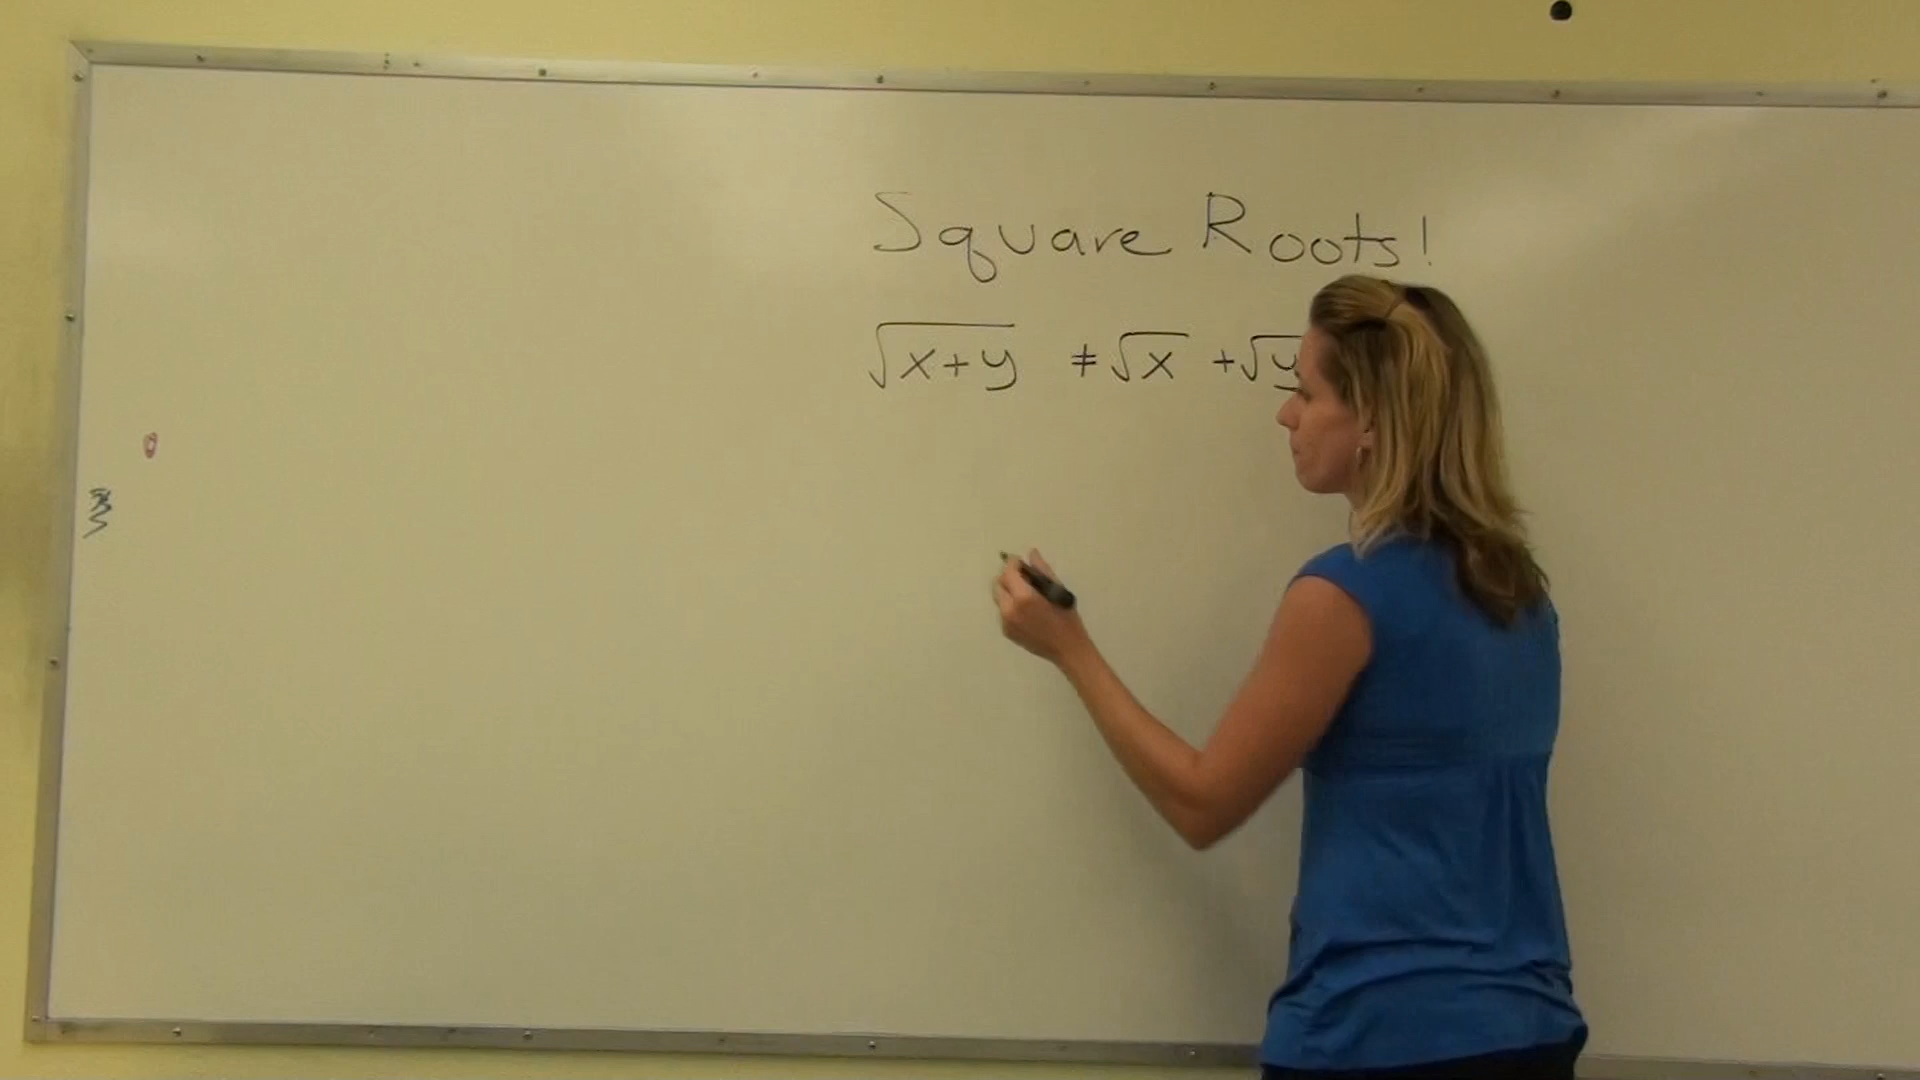 Square Roots!
√x+y ≠ √x + √y